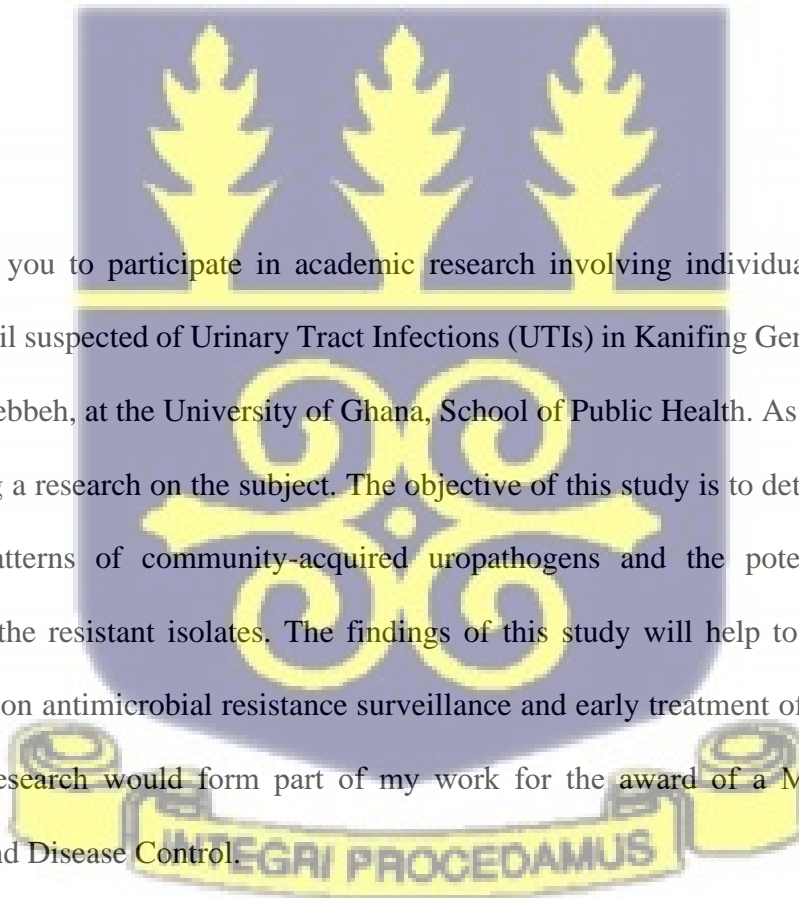 you to participate in academic research involving individua
il suspected of Urinary Tract Infections (UTIs) in Kanifing Gen
ebbeh, at the University of Ghana, School of Public Health. As
g a research on the subject. The objective of this study is to det
atterns of community-acquired uropathogens and the pote
the resistant isolates. The findings of this study will help to
on antimicrobial resistance surveillance and early treatment of
esearch would form part of my work for the award of a M
nd Disease Control.
INTEGRI PROCEDAMUS